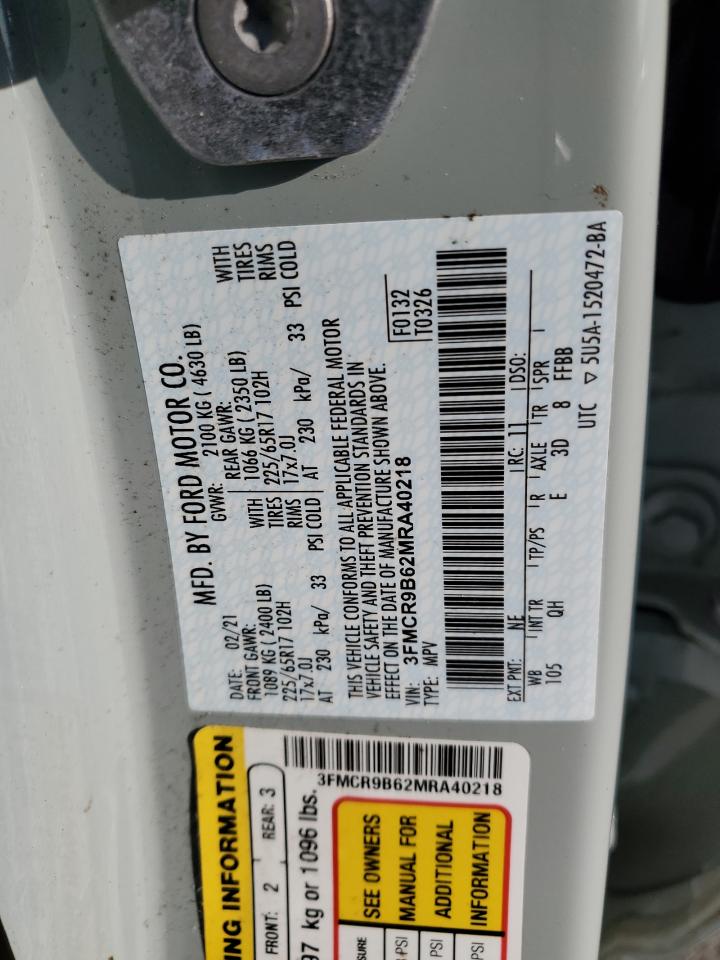 MFD. BY FORD MOTOR CO.
DATE: 02/21 GVWR: 2100 KG ( 4630 LB)
FRONT GAWR: REAR GAWR:
1089 KG ( 2400 LB) WITH 1066 KG ( 2350 LB) WITH
225/65R17 102H TIRES 225/65R17 102H TIRES
17x7.0J RIMS 17x7.0J RIMS
AT 230 kPa/ 33 PSI COLD AT 230 kPa/ 33 PSI COLD
THIS VEHICLE CONFORMS TO ALL APPLICABLE FEDERAL MOTOR
VEHICLE SAFETY AND THEFT PREVENTION STANDARDS IN
EFFECT ON THE DATE OF MANUFACTURE SHOWN ABOVE.
F0132
T0326
VIN: 3FMCR9B62MRA40218
TYPE: MPV
EXT PNT: NE RC: 11 DSO:
WB INT TR TP/PS R AXLE TR SPR
105 QH E 3D 8 FFBB
UTC ▽ 5U5A-1520472-BA
3FMCR9B62MRA40218
ING INFORMATION
FRONT: 2 REAR: 3
97 kg or 1096 lbs.
SEE OWNERS
MANUAL FOR
ADDITIONAL
INFORMATION
PSI
PSI
PSI